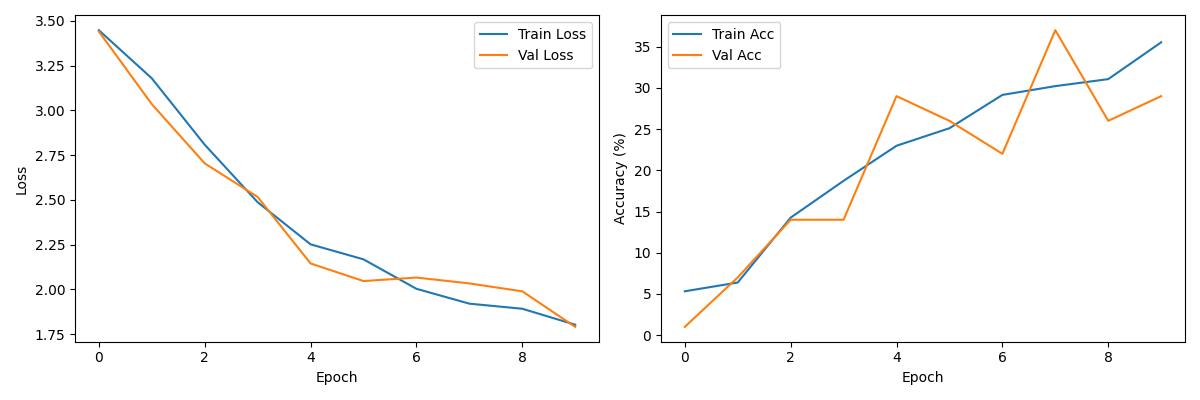 3.50
3.25
3.00
2.75
2.50
2.25
2.00
1.75
Loss
0 2 4 6 8
Epoch
Train Loss
Val Loss
35
30
25
20
15
10
5
0
Accuracy (%)
0 2 4 6 8
Epoch
Train Acc
Val Acc